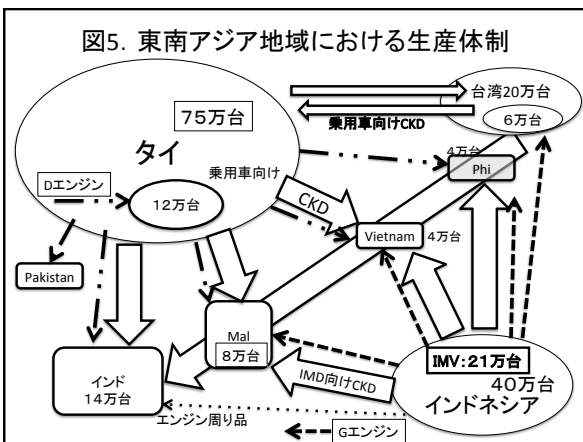 図5. 東南アジア地域における生産体制
台湾20万台
6万台
乗用車向けCKD
75万台
タイ
乗用車向け
4万台
Phi
Dエンジン
12万台
CKD
Vietnam
4万台
Pakistan
Mal
8万台
インド
14万台
IMD向けCKD
IMV:21万台
40万台
インドネシア
エンジン周り品
Gエンジン